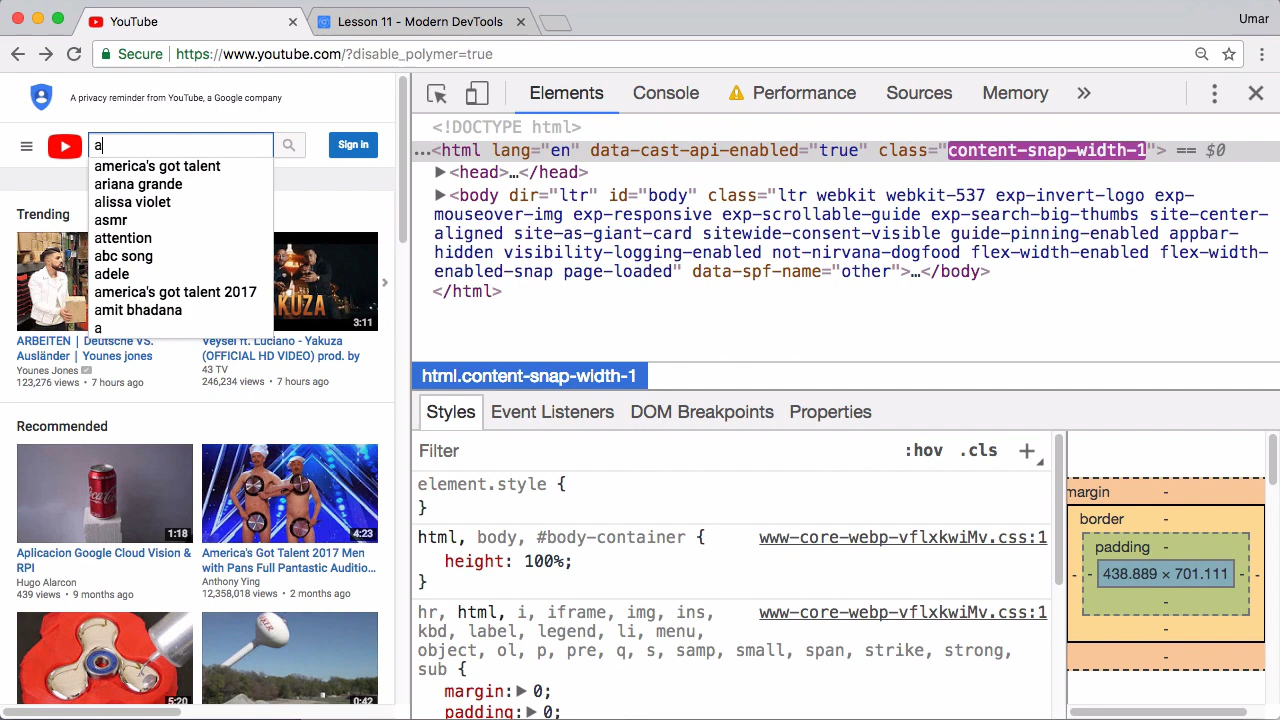 YouTube
Lesson 11 - Modern DevTools
Umar
Secure
https://www.youtube.com/?disable_polymer=true
A privacy reminder from YouTube, a Google company
a
Sign in
america's got talent
ariana grande
alissa violet
asmr
attention
abc song
adele
america's got talent 2017
amit bhadana
a
Trending
KUZA
3:11
ARBEITEN | Deutsche VS.
Ausländer | Younes jones
Younes Jones
123,276 views • 7 hours ago
Veysel ft. Luciano - Yakuza
(OFFICIAL HD VIDEO) prod. by
43 TV
246,234 views • 7 hours ago
Recommended
1:18
4:23
Aplicacion Google Cloud Vision &
RPI
Hugo Alarcon
439 views • 9 months ago
America's Got Talent 2017 Men
with Pans Full Pantastic Auditio...
Anthony Ying
12,358,018 views • 2 months ago
5:20
0:42
Elements
Console
Performance
Sources
Memory
<!DOCTYPE html>
...<html lang="en" data-cast-api-enabled="true" class="content-snap-width-1"> == $0
▶<head>…</head>
▶<body dir="ltr" id="body" class="ltr webkit webkit-537 exp-invert-logo exp-
mouseover-img exp-responsive exp-scrollable-guide exp-search-big-thumbs site-center-
aligned site-as-giant-card sitewide-consent-visible guide-pinning-enabled appbar-
hidden visibility-logging-enabled not-nirvana-dogfood flex-width-enabled flex-width-
enabled-snap page-loaded" data-spf-name="other">…</body>
</html>
html.content-snap-width-1
Styles
Event Listeners
DOM Breakpoints
Properties
Filter
:hov
.cls
element.style {
}
html, body, #body-container {
www-core-webp-vflxkwiMv.css:1
height: 100%;
}
hr, html, i, iframe, img, ins,
www-core-webp-vflxkwiMv.css:1
kbd, label, legend, li, menu,
object, ol, p, pre, q, s, samp, small, span, strike, strong,
sub {
margin:▶ 0;
padding:▶ 0;
margin -
border -
padding -
- - 438.889 × 701.111 - -
-
-
-